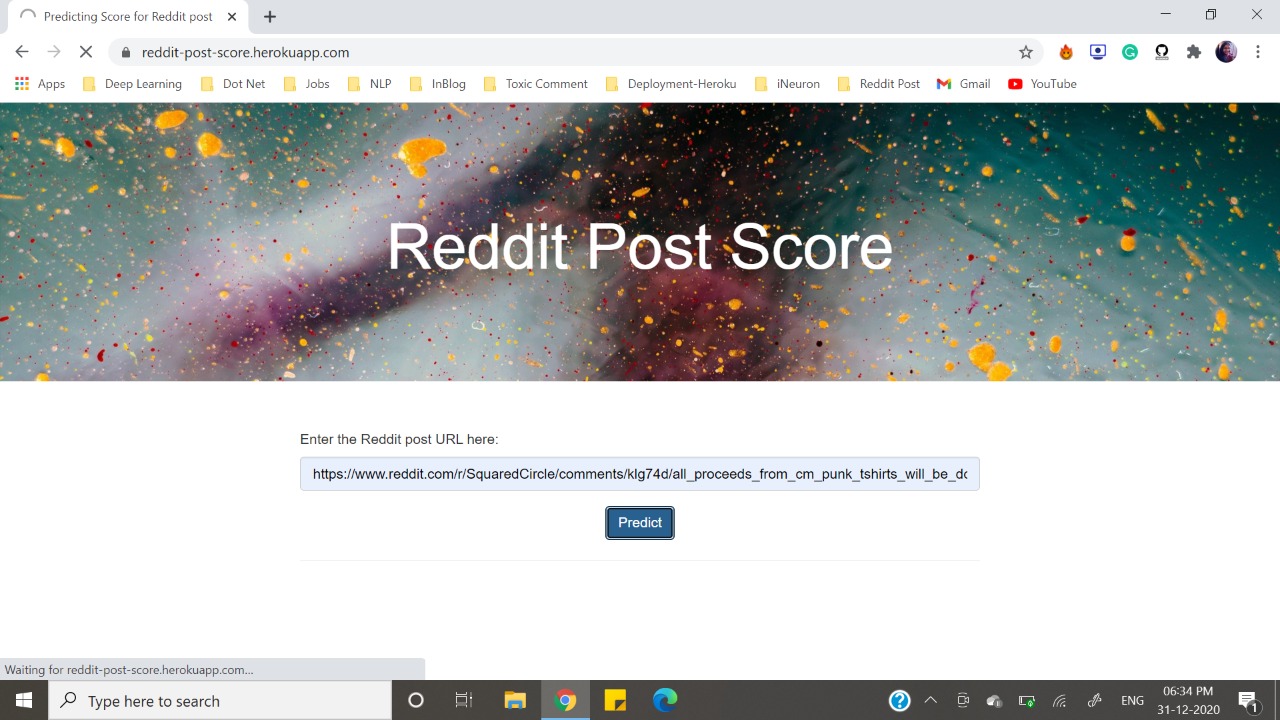 Predicting Score for Reddit post
reddit-post-score.herokuapp.com
Apps Deep Learning Dot Net Jobs NLP InBlog Toxic Comment Deployment-Heroku iNeuron Reddit Post Gmail YouTube
Reddit Post Score
Enter the Reddit post URL here:
https://www.reddit.com/r/SquaredCircle/comments/klg74d/all_proceeds_from_cm_punk_tshirts_will_be_do
Predict
Waiting for reddit-post-score.herokuapp.com...
Type here to search
ENG
06:34 PM
31-12-2020
1